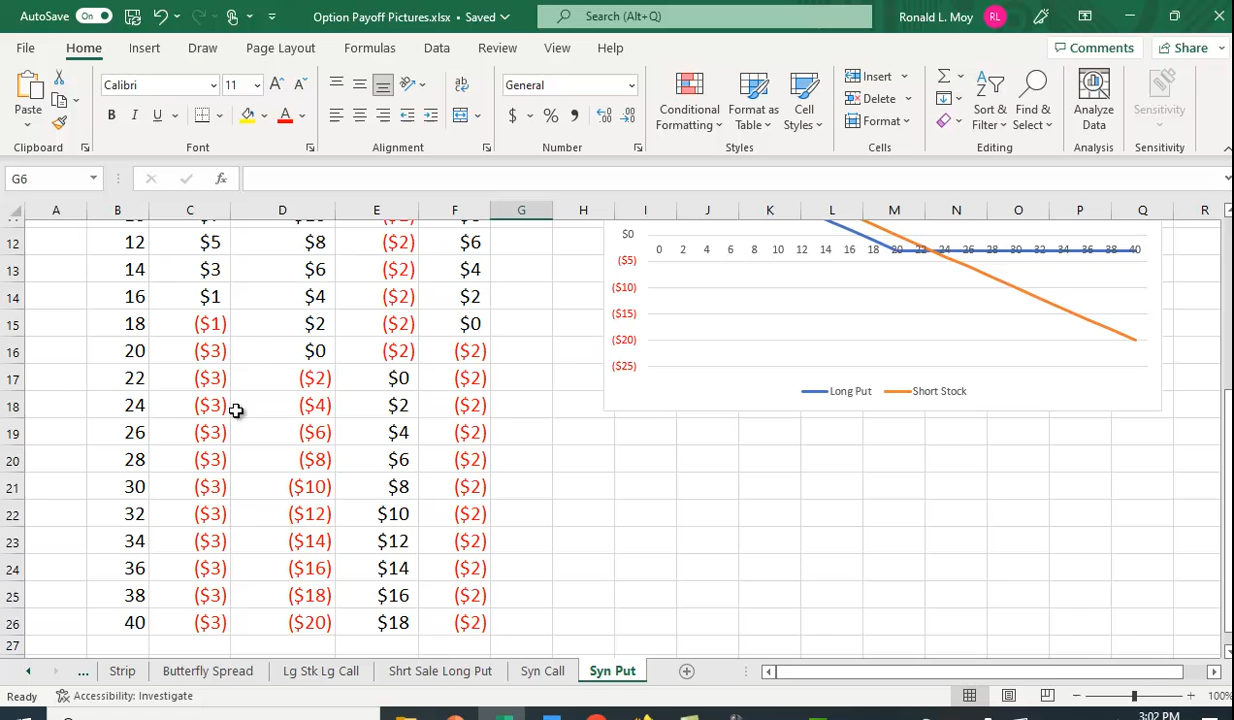 AutoSave On Option Payoff Pictures.xlsx • Saved Search (Alt+Q) Ronald L. Moy RL
File Home Insert Draw Page Layout Formulas Data Review View Help Comments Share
Paste Calibri 11 General Conditional Formatting Format as Table Cell Styles Insert Delete Format Sort & Filter Find & Select Analyze Data Sensitivity
Clipboard Font Alignment Number Styles Cells Editing Analysis Sensitivity
G6 fx
A B C D E F G H I J K L M N O P Q R
12 12 $5 $8 ($2) $6
13 14 $3 $6 ($2) $4
14 16 $1 $4 ($2) $2
15 18 ($1) $2 ($2) $0
16 20 ($3) $0 ($2) ($2)
17 22 ($3) ($2) $0 ($2)
18 24 ($3) ($4) $2 ($2)
19 26 ($3) ($6) $4 ($2)
20 28 ($3) ($8) $6 ($2)
21 30 ($3) ($10) $8 ($2)
22 32 ($3) ($12) $10 ($2)
23 34 ($3) ($14) $12 ($2)
24 36 ($3) ($16) $14 ($2)
25 38 ($3) ($18) $16 ($2)
26 40 ($3) ($20) $18 ($2)
27
$0
0 2 4 6 8 10 12 14 16 18 20 22 24 26 28 30 32 34 36 38 40
($5)
($10)
($15)
($20)
($25)
Long Put Short Stock
... Strip Butterfly Spread Lg Stk Lg Call Shrt Sale Long Put Syn Call Syn Put
Ready Accessibility: Investigate 100%
3:02 PM